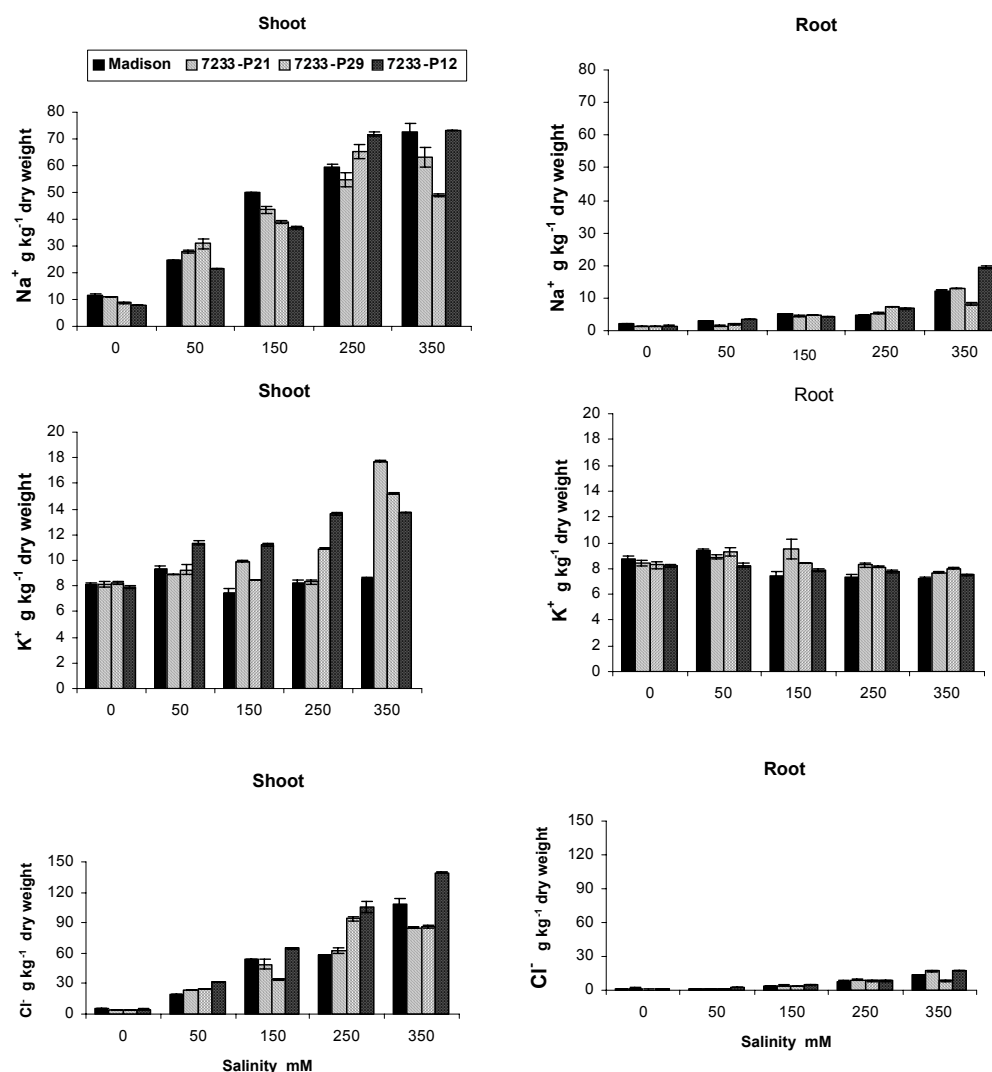 Shoot
Madison 7233-P21 7233-P29 7233-P12
Na+ g kg-1 dry weight
80
70
60
50
40
30
20
10
0
0 50 150 250 350
Root
Na+ g kg-1 dry weight
80
70
60
50
40
30
20
10
0
0 50 150 250 350
Shoot
K+ g kg-1 dry weight
20
18
16
14
12
10
8
6
4
2
0
0 50 150 250 350
Root
K+ g kg-1 dry weight
20
18
16
14
12
10
8
6
4
2
0
0 50 150 250 350
Shoot
Cl- g kg-1 dry weight
150
120
90
60
30
0
0 50 150 250 350
Salinity mM
Root
Cl- g kg-1 dry weight
150
120
90
60
30
0
0 50 150 250 350
Salinity mM